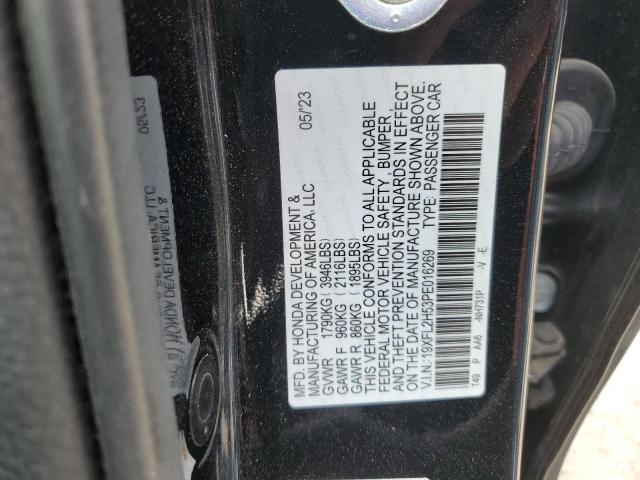 MFD. BY HONDA DEVELOPMENT &
MANUFACTURING OF AMERICA, LLC 05/'23
GVWR 1790KG (3946LBS)
GAWR F 960KG (2116LBS)
GAWR R 860KG (1895LBS)
THIS VEHICLE CONFORMS TO ALL APPLICABLE
FEDERAL MOTOR VEHICLE SAFETY, BUMPER,
AND THEFT PREVENTION STANDARDS IN EFFECT
ON THE DATE OF MANUFACTURE SHOWN ABOVE.
V.I.N.:19XFL2H53PE016269 TYPE: PASSENGER CAR
T49 P AA6 -NH731P -V -E